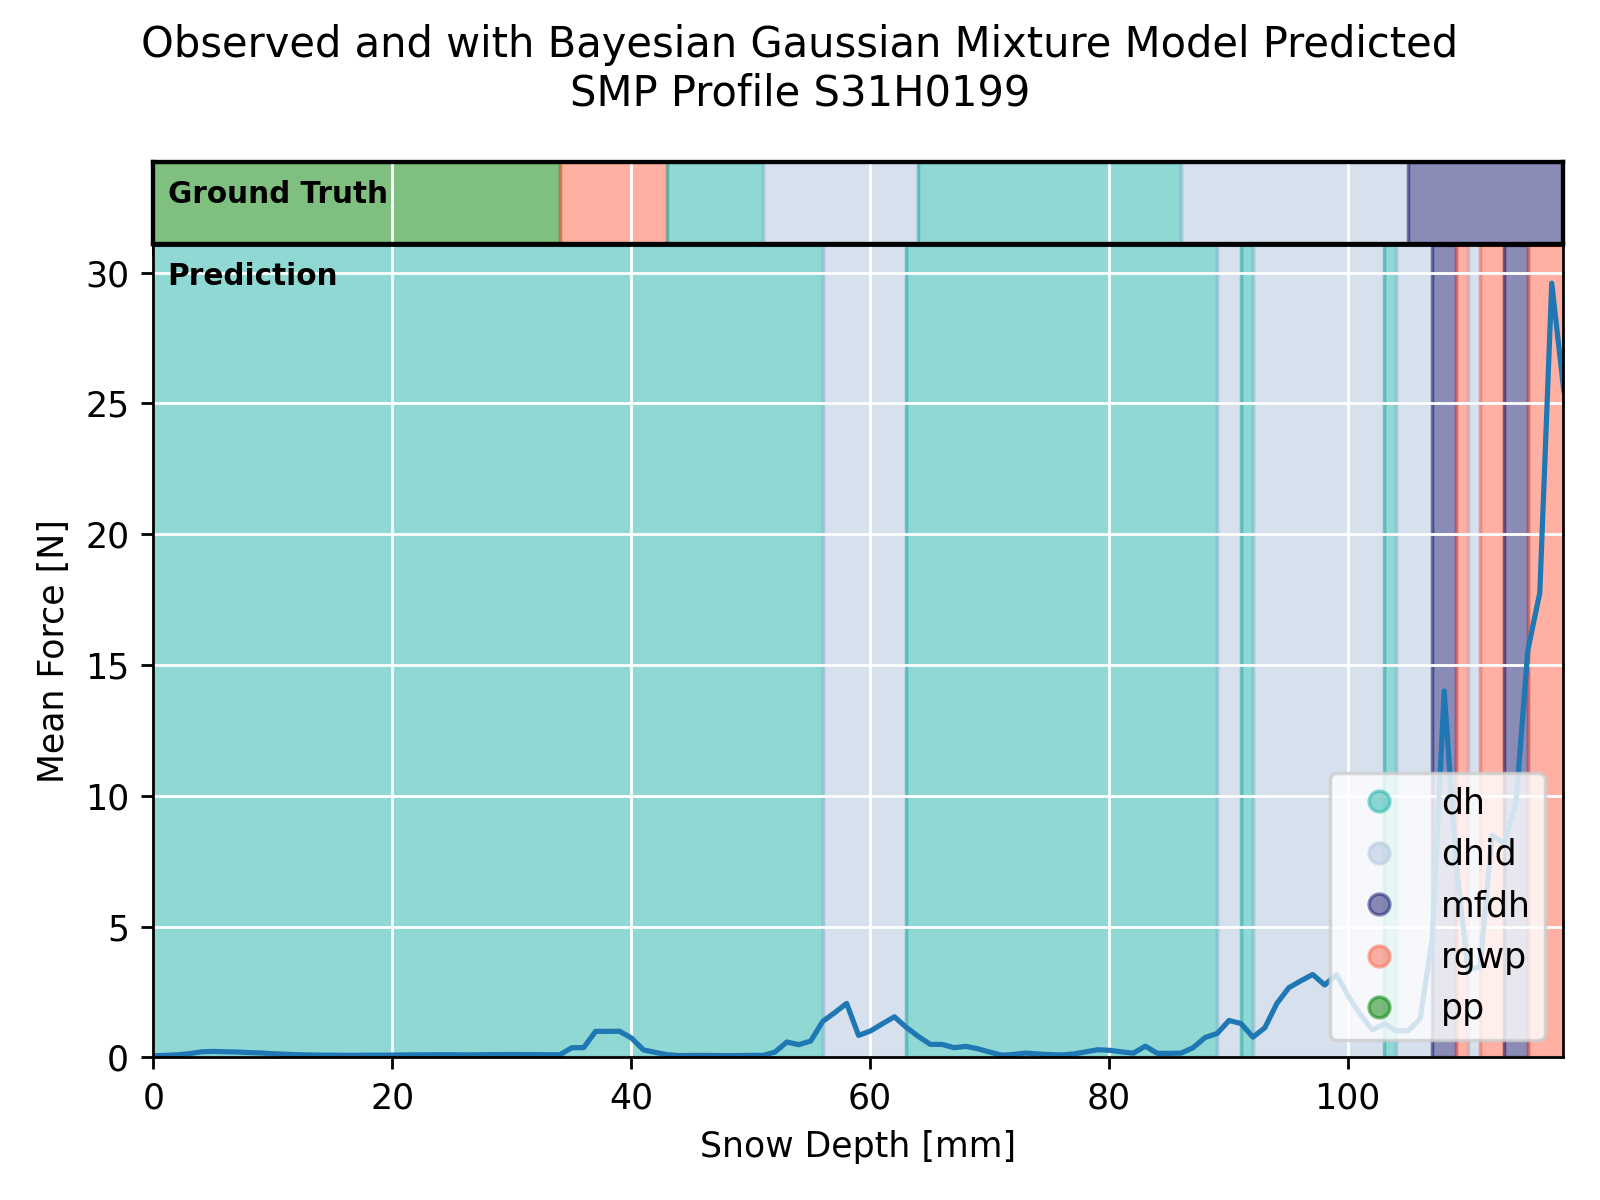 Observed and with Bayesian Gaussian Mixture Model Predicted
SMP Profile S31H0199
Ground Truth
Prediction
30
25
20
15
10
5
0
Mean Force [N]
dh
dhid
mfdh
rgwp
pp
0 20 40 60 80 100
Snow Depth [mm]